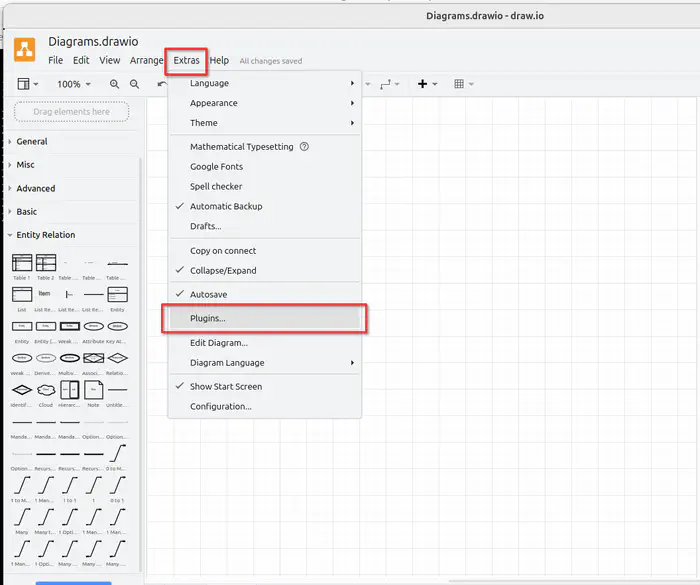 Diagrams.drawio - draw.io
Diagrams.drawio
File Edit View Arrange Extras Help All changes saved
100%
Drag elements here
General
Misc
Advanced
Basic
Entity Relation
Table 1 Table 2 Table ... Table ... Table ...
List Item List Ite... List Ite... Entity
Entity Entity (... Weak ... Attribute Key At...
Weak ... Derive... Multiv... Associ... Relatio...
Identif... Cloud Hierarc... Note Untitle...
Manda... Manda... Manda... Option... Option...
Option... Recurs... Recurs... Recurs... 0 to M...
1 to M... 1 Man... 1 to 1 1 0 to 1
Many Many t... 1 Opti... 1 Man... 1 Man...
1 Man... 1 Man... 1 Opti... 1 Man... 1 Man...
Language
Appearance
Theme
Mathematical Typesetting ?
Google Fonts
Spell checker
Automatic Backup
Drafts...
Copy on connect
Collapse/Expand
Autosave
Plugins...
Edit Diagram...
Diagram Language
Show Start Screen
Configuration...